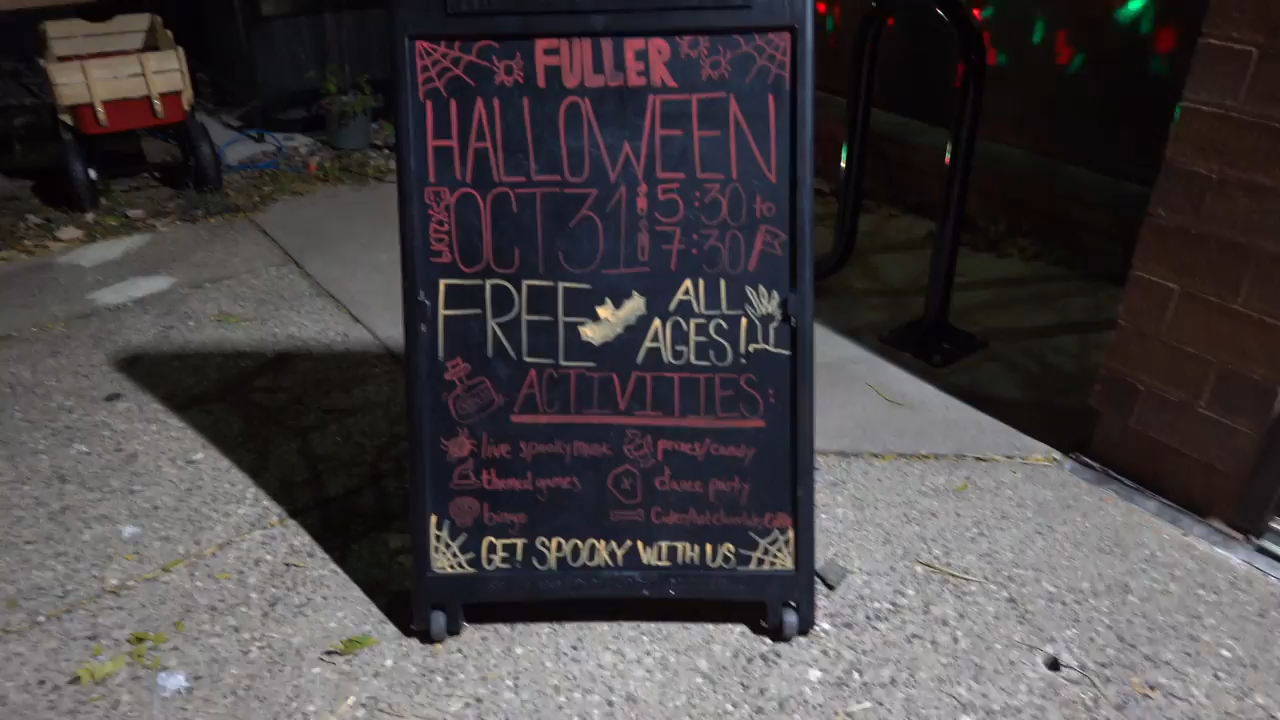 FULLER
HALLOWEEN
OCT 31 5:30 to
7:30
FREE ALL
AGES!
ACTIVITIES:
live spooky music prizes/candy
themed games dance party
bingo Cider/hot chocolate
GET SPOOKY WITH US